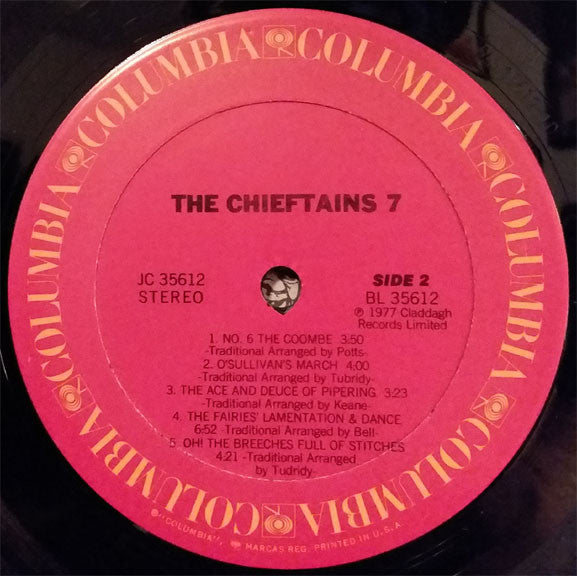 COLUMBIA COLUMBIA COLUMBIA COLUMBIA COLUMBIA COLUMBIA COLUMBIA COLUMBIA
THE CHIEFTAINS 7
JC 35612
STEREO
SIDE 2
BL 35612
℗ 1977 Claddagh
Records Limited
1. NO. 6 THE COOMBE 3:50
-Traditional Arranged by Potts-
2. O'SULLIVAN'S MARCH 4:00
-Traditional Arranged by Tubridy-
3. THE ACE AND DEUCE OF PIPERING 3:23
-Traditional Arranged by Keane-
4. THE FAIRIES' LAMENTATION & DANCE
6:52 -Traditional Arranged by Bell-
5. OH! THE BREECHES FULL OF STITCHES
4:21 -Traditional Arranged
by Tudridy-
"COLUMBIA", MARCAS REG. PRINTED IN U.S.A.